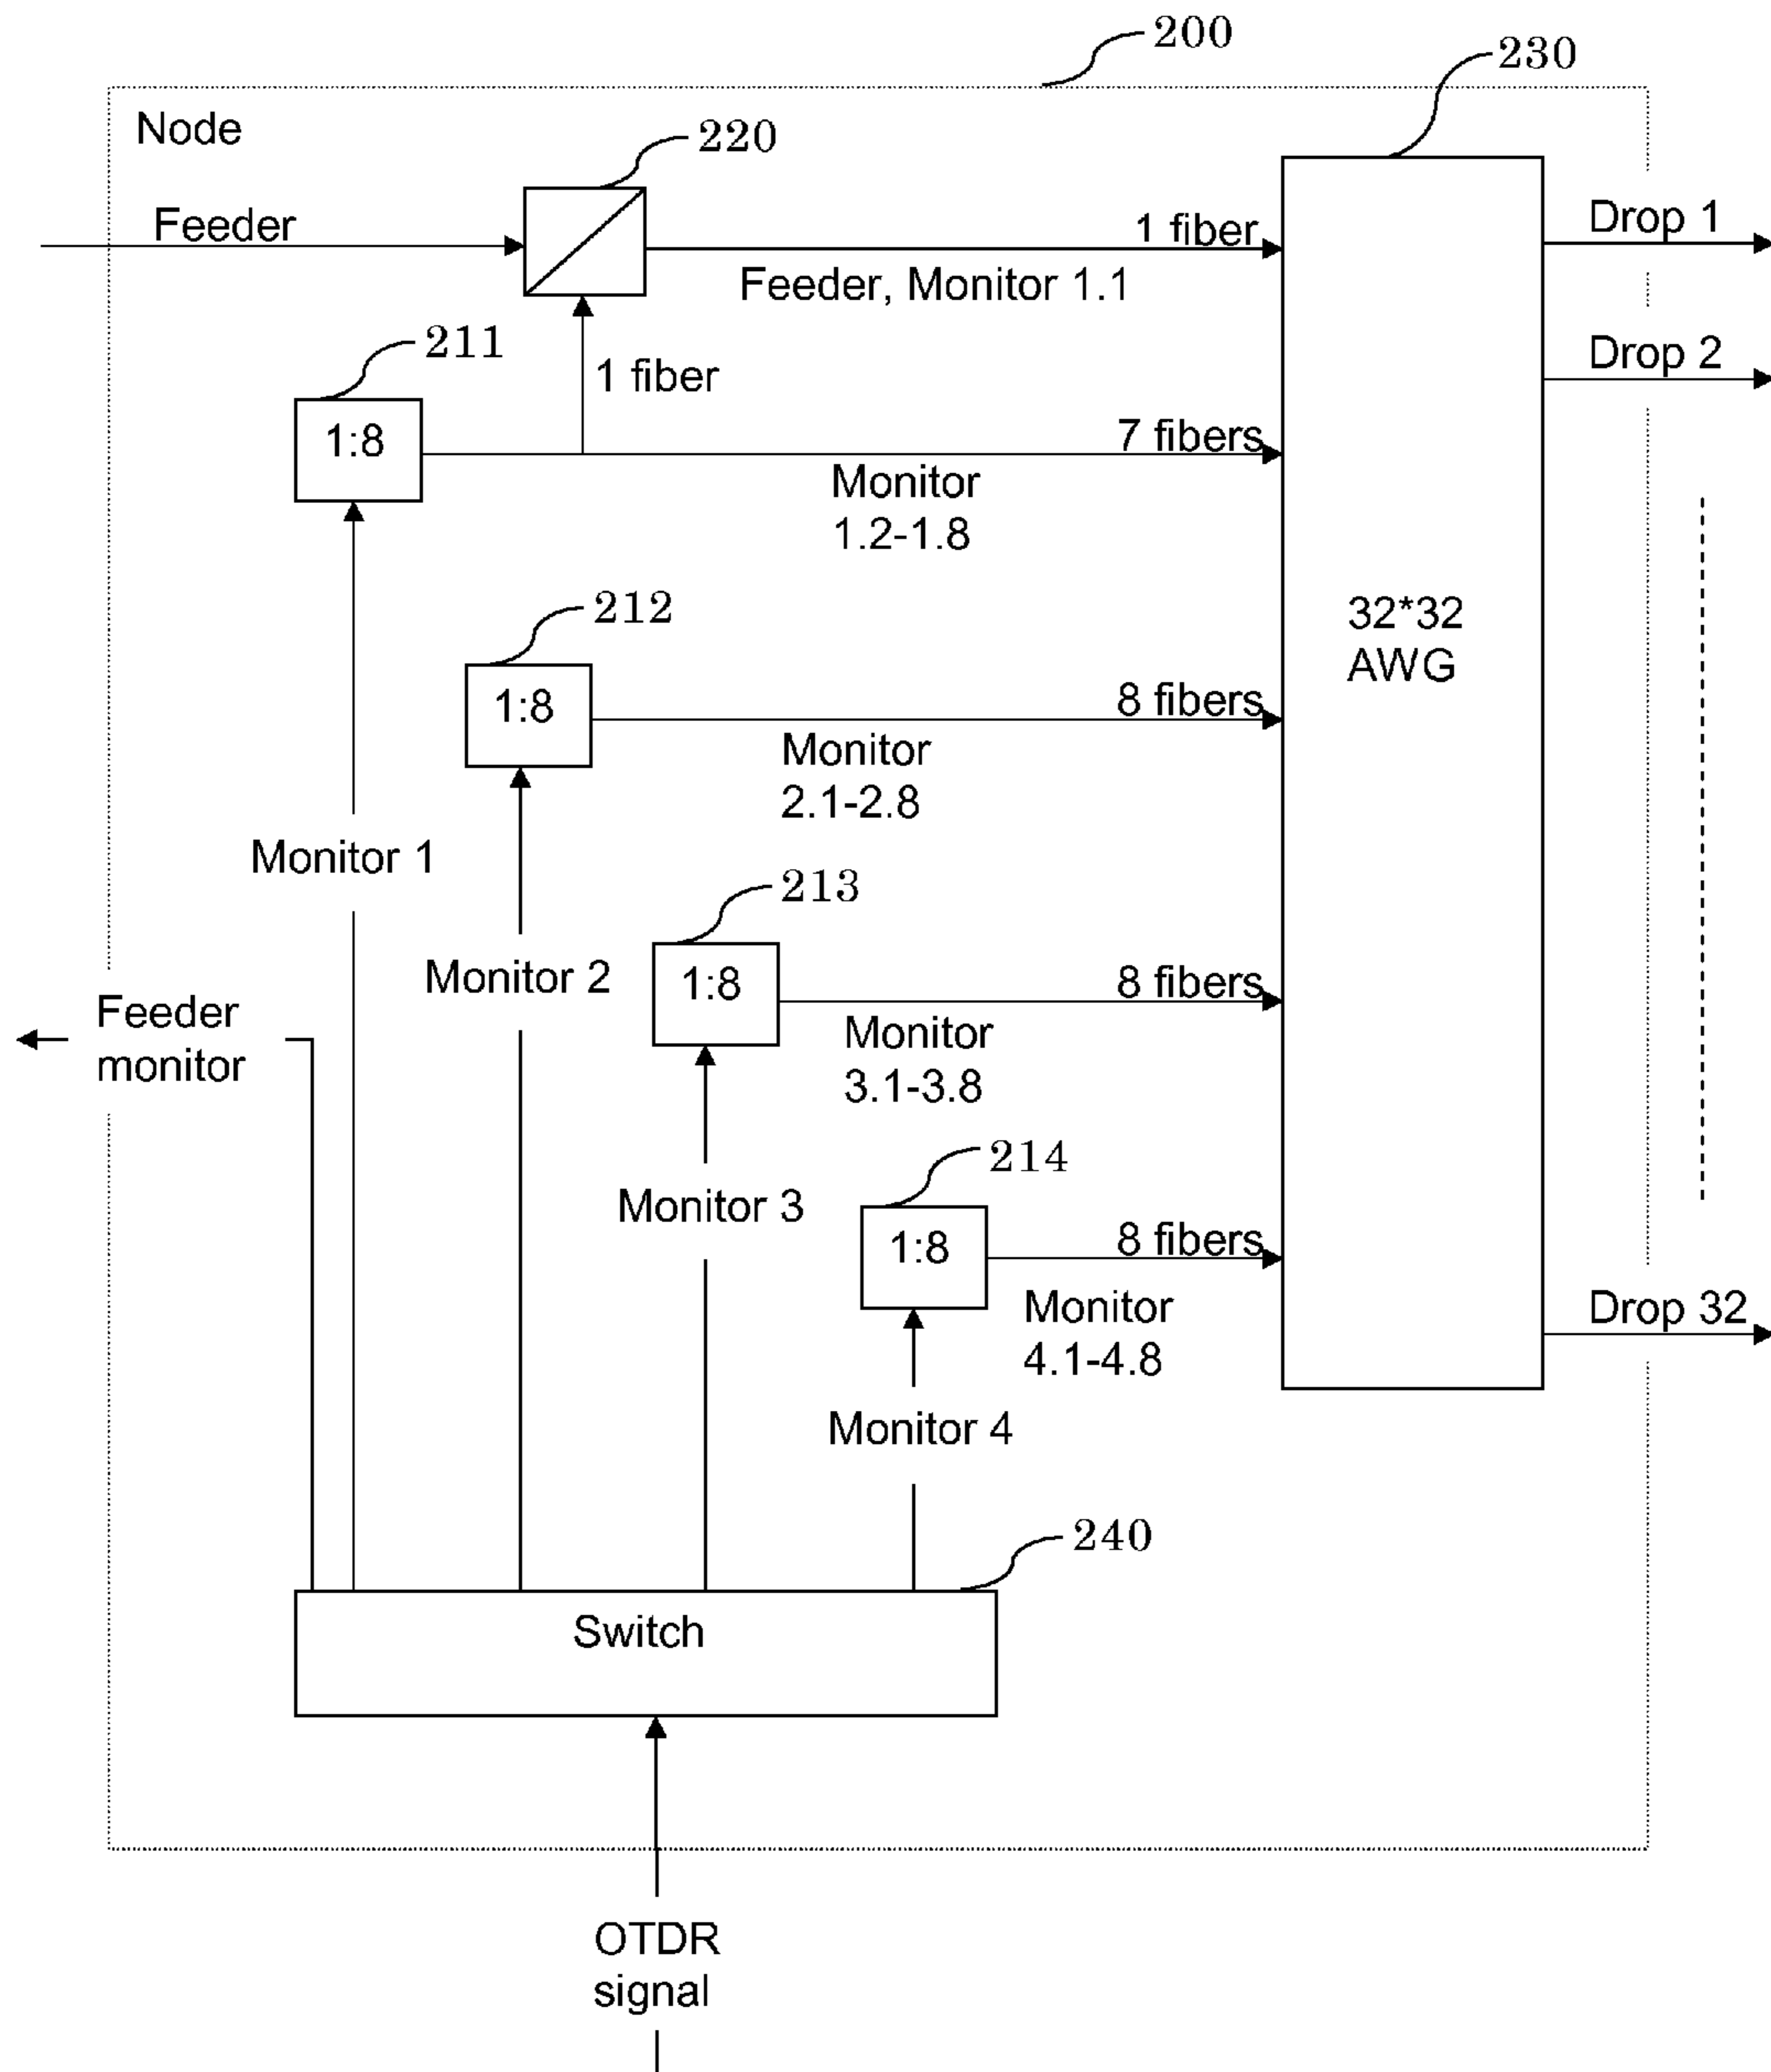 200
230
Node
220
Feeder
1 fiber
Drop 1
Feeder, Monitor 1.1
211
1 fiber
Drop 2
1:8
7 fibers
Monitor
1.2-1.8
212
32*32
AWG
1:8
8 fibers
Monitor
2.1-2.8
Monitor 1
213
Monitor 2
1:8
8 fibers
Feeder
monitor
Monitor
3.1-3.8
214
Monitor 3
1:8
8 fibers
Monitor
4.1-4.8
Drop 32
Monitor 4
240
Switch
OTDR
signal